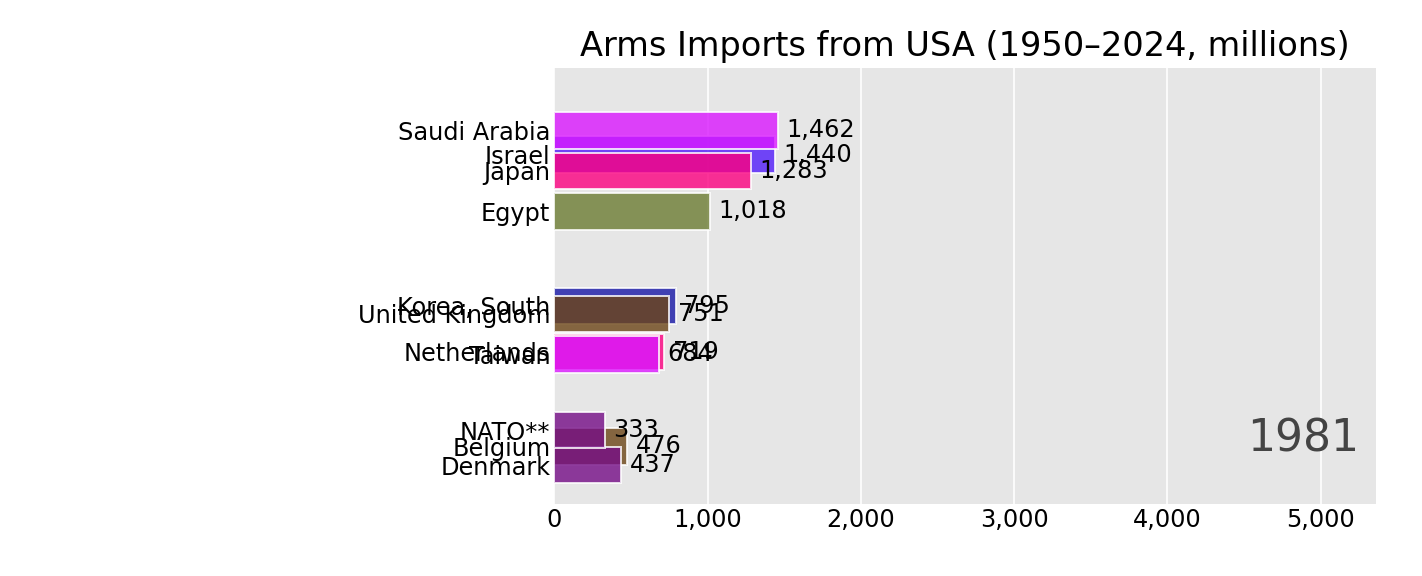 Arms Imports from USA (1950–2024, millions)
Saudi Arabia 1,462
Israel 1,440
Japan 1,283
Egypt 1,018
Korea, South 795
United Kingdom 751
Netherlands 719
Taiwan 684
NATO** 333
Belgium 476
Denmark 437
1981
0 1,000 2,000 3,000 4,000 5,000